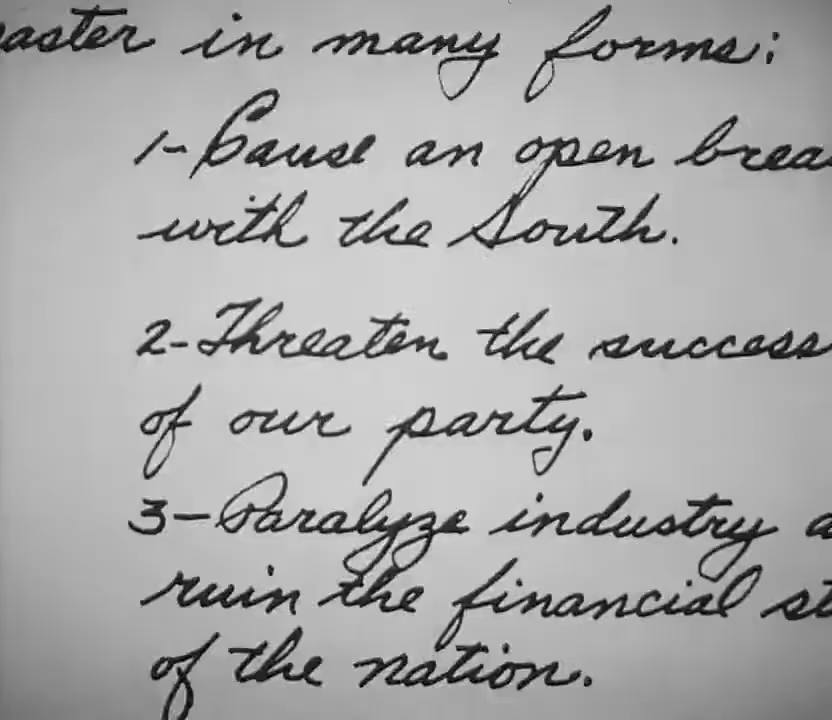 aster in many forms:
1-Cause an open brea
with the South.
2-Threaten the success
of our party.
3-Paralyze industry a
ruin the financial st
of the nation.